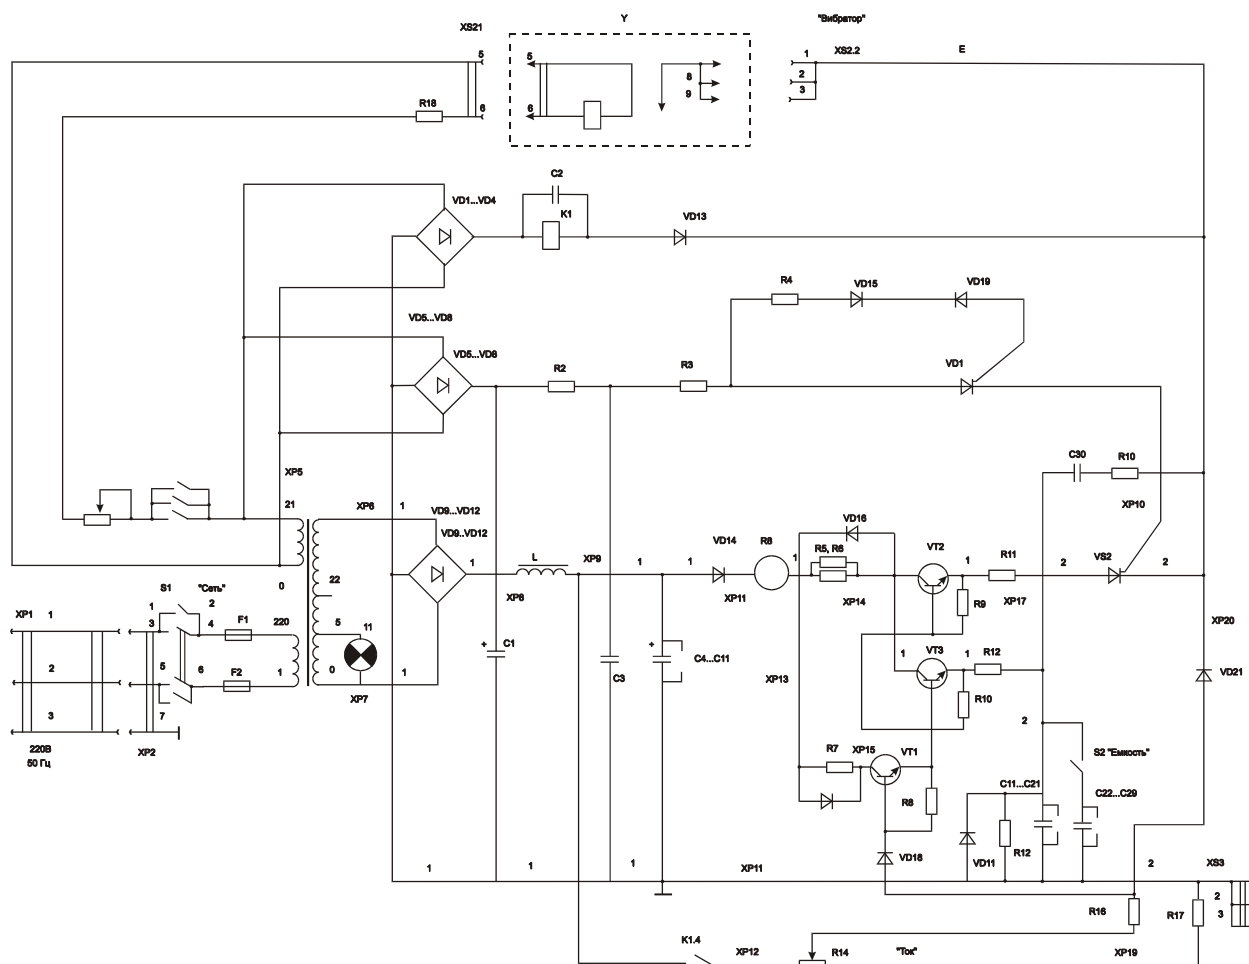 Y
"Вибратор"
XS21
XS2.2
E
5
5
1
8
2
9
3
R18
6
6
C2
VD1...VD4
K1
VD13
R4
VD15
VD19
VD5...VD8
VD5...VD8
R2
R3
VD1
C30
R10
XP5
21
XP6
1
VD9...VD12
VD9..VD12
XP10
VD16
VD14
R8
R5, R6
VT2
1
R11
VS2
L
XP9
1
1
1
1
2
2
0
22
XP8
XP11
XP14
XP17
S1
"Сеть"
R9
XP1
1
1
2
3
4
F1
220
5
11
C1
+
+
C4...C11
XP20
VT3
1
1
R12
2
5
6
F2
1
0
1
C3
XP13
VD21
3
7
XP7
R10
2
220В
50 Гц
XP2
R7
XP15
VT1
S2 "Емкость"
C11...C21
C22...C29
R8
R12
VD11
VD18
1
1
1
XP11
2
XS3
2
3
R16
R17
K1.4
XP12
R14
"Ток"
XP19